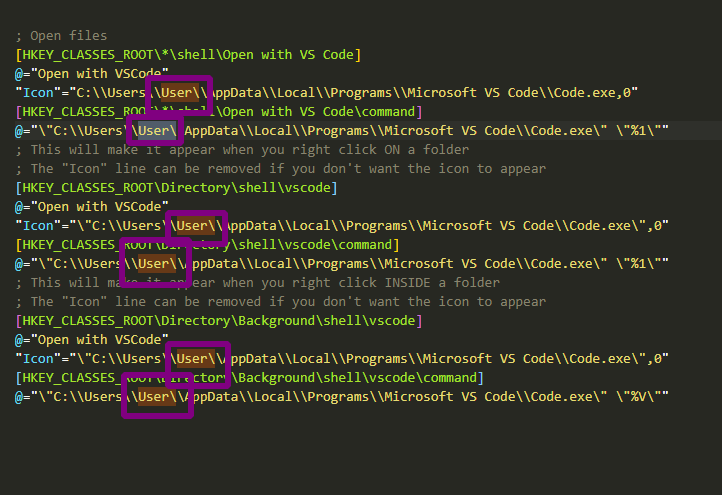 ; Open files
[HKEY_CLASSES_ROOT\*\shell\Open with VS Code]
@="Open with VSCode"
"Icon"="C:\\Users\\User\\AppData\\Local\\Programs\\Microsoft VS Code\\Code.exe,0"
[HKEY_CLASSES_ROOT\*\shell\Open with VS Code\command]
@="\"C:\\Users\\User\\AppData\\Local\\Programs\\Microsoft VS Code\\Code.exe\" \"%1\""
; This will make it appear when you right click ON a folder
; The "Icon" line can be removed if you don't want the icon to appear
[HKEY_CLASSES_ROOT\Directory\shell\vscode]
@="Open with VSCode"
"Icon"="\"C:\\Users\\User\\AppData\\Local\\Programs\\Microsoft VS Code\\Code.exe\",0"
[HKEY_CLASSES_ROOT\Directory\shell\vscode\command]
@="\"C:\\Users\\User\\AppData\\Local\\Programs\\Microsoft VS Code\\Code.exe\" \"%1\""
; This will make it appear when you right click INSIDE a folder
; The "Icon" line can be removed if you don't want the icon to appear
[HKEY_CLASSES_ROOT\Directory\Background\shell\vscode]
@="Open with VSCode"
"Icon"="\"C:\\Users\\User\\AppData\\Local\\Programs\\Microsoft VS Code\\Code.exe\",0"
[HKEY_CLASSES_ROOT\Directory\Background\shell\vscode\command]
@="\"C:\\Users\\User\\AppData\\Local\\Programs\\Microsoft VS Code\\Code.exe\" \"%V\""